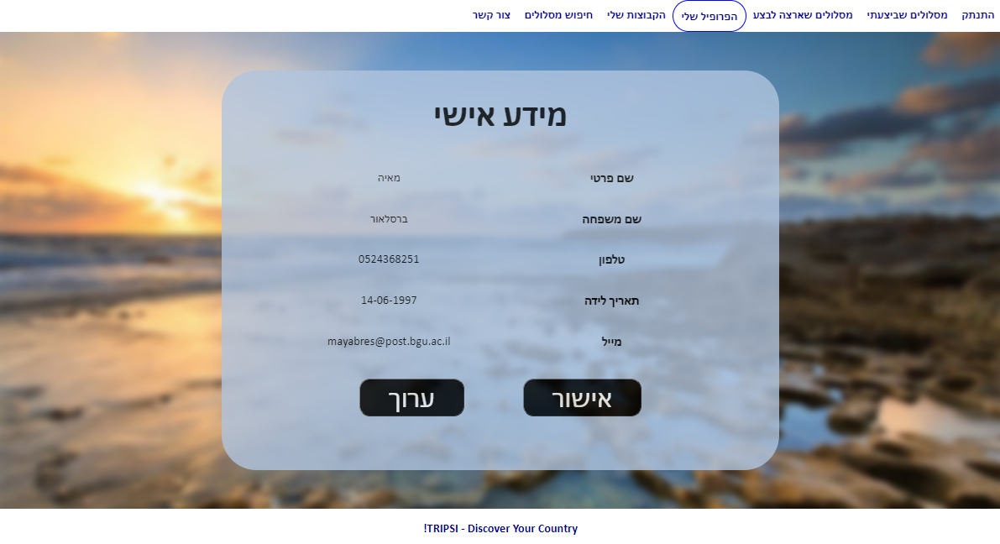 התנתק מסלולים שביצעתי מסלולים שארצה לבצע הפרופיל שלי הקבוצות שלי חיפוש מסלולים צור קשר
מידע אישי
שם פרטי מאיה
שם משפחה ברסלאור
טלפון 0524368251
תאריך לידה 14-06-1997
מייל mayabres@post.bgu.ac.il
אישור ערוך
!TRIPSI - Discover Your Country